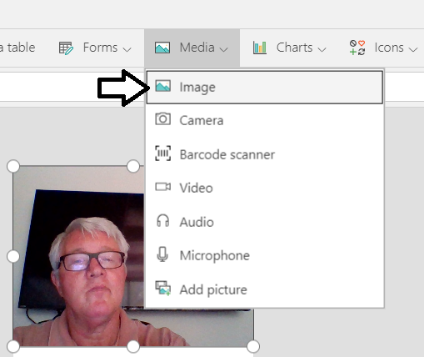 a table Forms Media Charts Icons
Image
Camera
Barcode scanner
Video
Audio
Microphone
Add picture